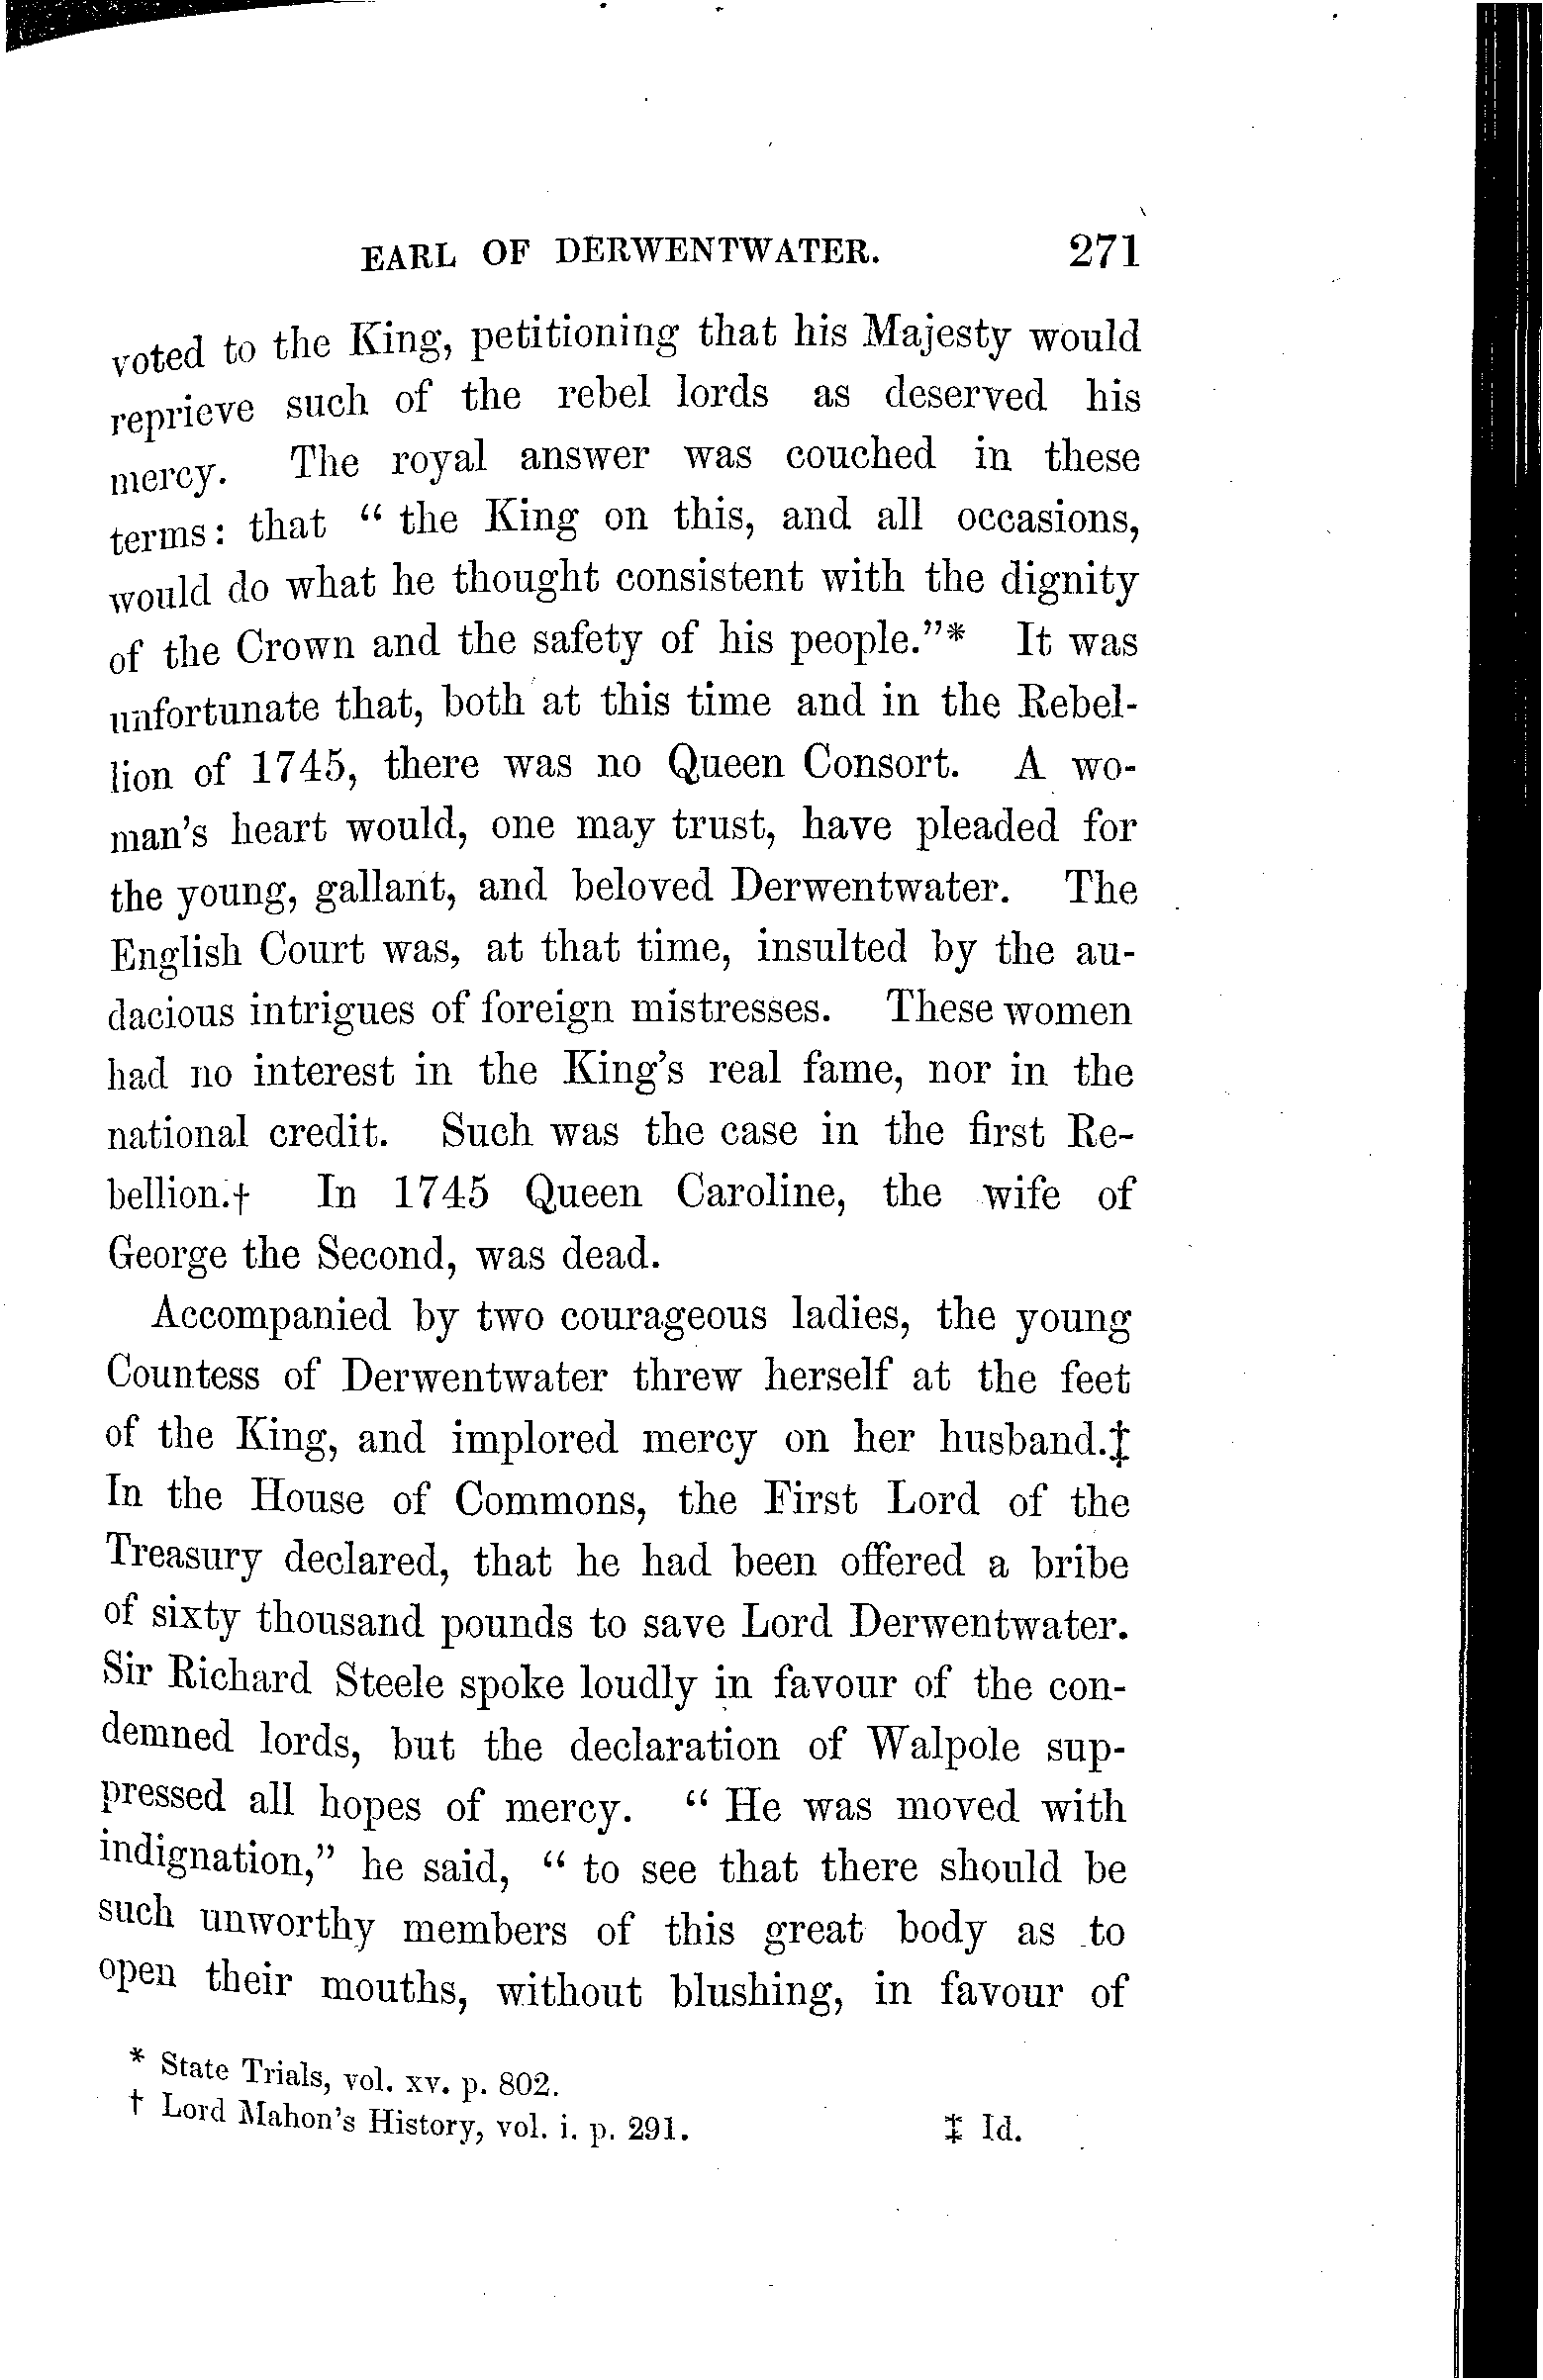 EARL OF DERWENTWATER. 271
voted to the King, petitioning that his Majesty would
reprieve such of the rebel lords as deserved his
mercy. The royal answer was couched in these
terms: that “ the King on this, and all occasions,
would do what he thought consistent with the dignity
of the Crown and the safety of his people.”* It was
unfortunate that, both at this time and in the Rebel-
lion of 1745, there was no Queen Consort. A wo-
man's heart would, one may trust, have pleaded for
the young, gallant, and beloved Derwentwater. The
English Court was, at that time, insulted by the au-
dacious intrigues of foreign mistresses. These women
had no interest in the King's real fame, nor in the
national credit. Such was the case in the first Re-
bellion.† In 1745 Queen Caroline, the wife of
George the Second, was dead.
Accompanied by two courageous ladies, the young
Countess of Derwentwater threw herself at the feet
of the King, and implored mercy on her husband.‡
In the House of Commons, the First Lord of the
Treasury declared, that he had been offered a bribe
of sixty thousand pounds to save Lord Derwentwater.
Sir Richard Steele spoke loudly in favour of the con-
demned lords, but the declaration of Walpole sup-
pressed all hopes of mercy. “ He was moved with
indignation,” he said, “ to see that there should be
such unworthy members of this great body as to
open their mouths, without blushing, in favour of
* State Trials, vol. xv. p. 802.
† Lord Mahon's History, vol. i. p. 291. ‡ Id.